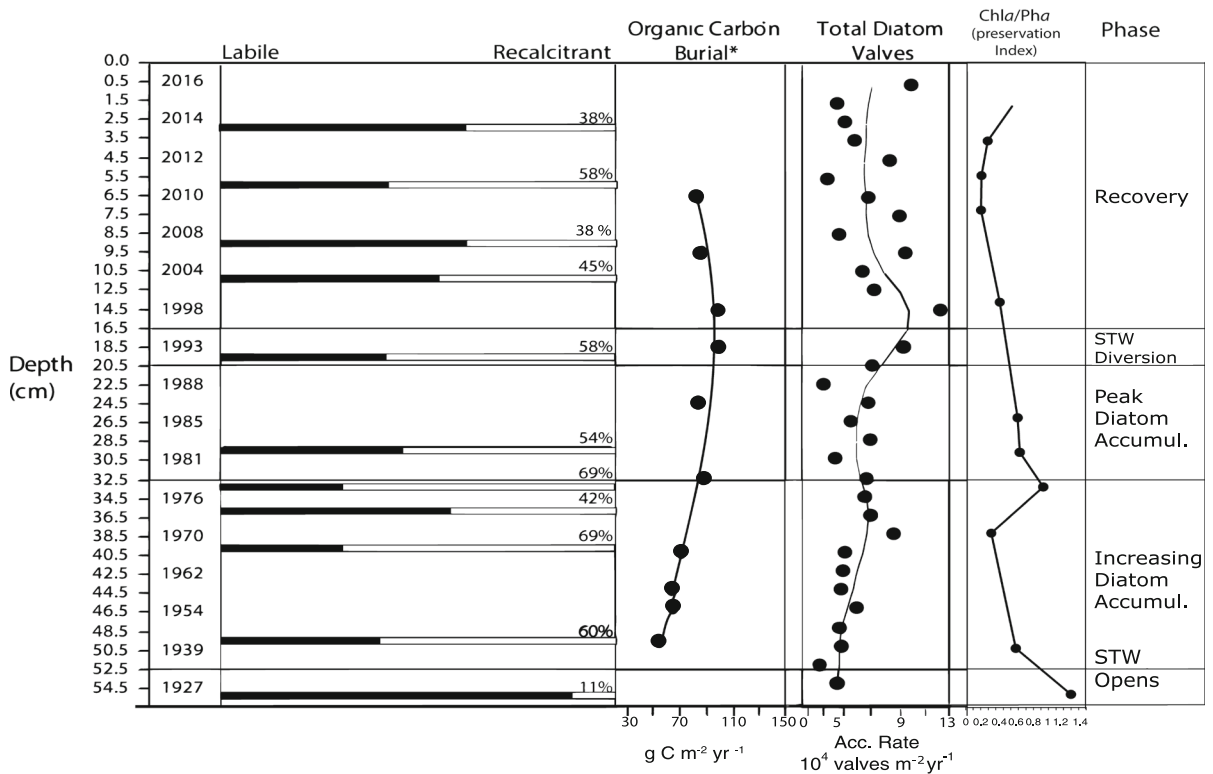 Labile Recalcitrant
Organic Carbon
Burial*
Total Diatom
Valves
Chla/Pha
(preservation
Index)
Phase
Depth
(cm)
0.0
0.5
1.5
2.5
3.5
4.5
5.5
6.5
7.5
8.5
9.5
10.5
12.5
14.5
16.5
18.5
20.5
22.5
24.5
26.5
28.5
30.5
32.5
34.5
36.5
38.5
40.5
42.5
44.5
46.5
48.5
50.5
52.5
54.5
2016
2014
2012
2010
2008
2004
1998
1993
1988
1985
1981
1976
1970
1962
1954
1939
1927
38%
58%
38 %
45%
58%
54%
69%
42%
69%
60%
11%
Recovery
STW
Diversion
Peak
Diatom
Accumul.
Increasing
Diatom
Accumul.
STW
Opens
30 70 110 150
g C m-2 yr -1
0 5 9 13
Acc. Rate
10⁴ valves m-2yr-1
0 0.2 0.4 0.6 0.8 1 1.2 1.4